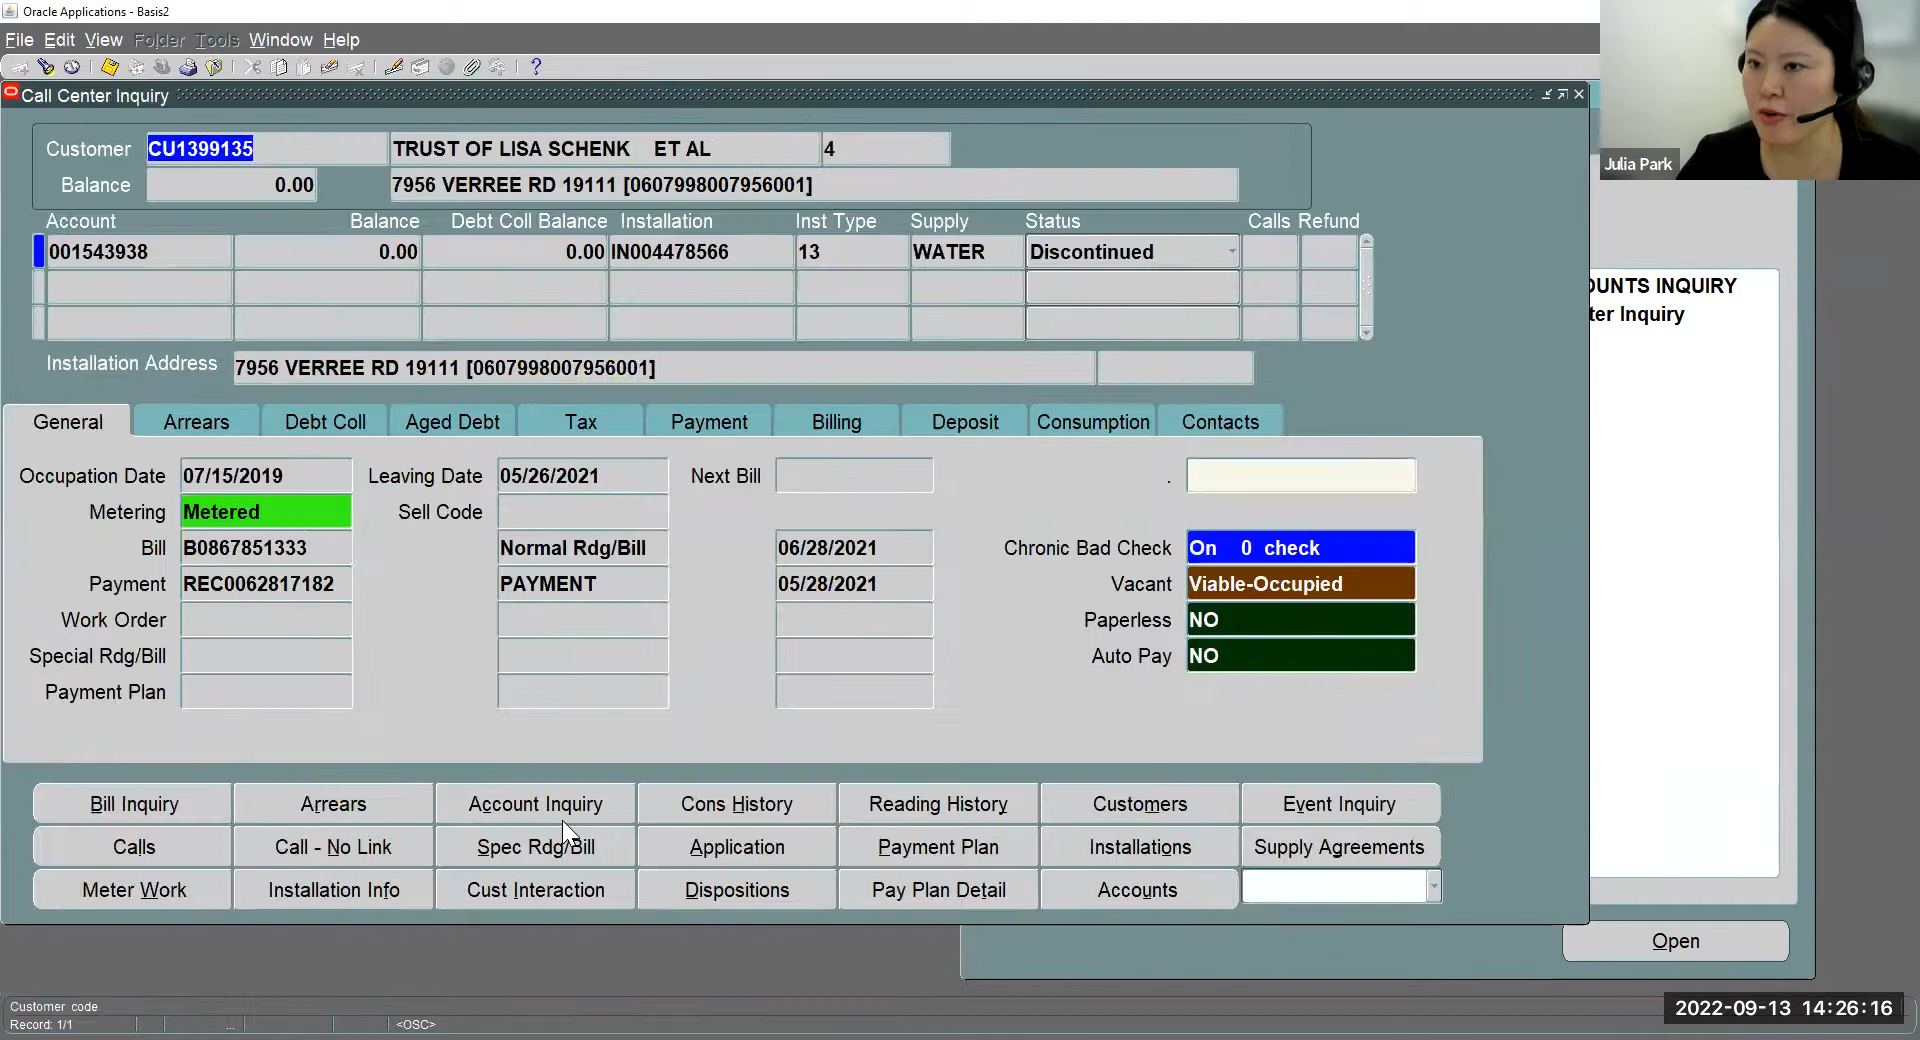 Oracle Applications - Basis2
File Edit View Folder Tools Window Help
Call Center Inquiry
Julia Park
Customer CU1399135 TRUST OF LISA SCHENK ET AL 4
Balance 0.00 7956 VERREE RD 19111 [0607998007956001]
Account Balance Debt Coll Balance Installation Inst Type Supply Status Calls Refund
001543938 0.00 0.00 IN004478566 13 WATER Discontinued
OUNTS INQUIRY
ter Inquiry
Installation Address 7956 VERREE RD 19111 [0607998007956001]
General Arrears Debt Coll Aged Debt Tax Payment Billing Deposit Consumption Contacts
Occupation Date 07/15/2019 Leaving Date 05/26/2021 Next Bill .
Metering Metered Sell Code
Bill B0867851333 Normal Rdg/Bill 06/28/2021 Chronic Bad Check On 0 check
Payment REC0062817182 PAYMENT 05/28/2021 Vacant Viable-Occupied
Work Order Paperless NO
Special Rdg/Bill Auto Pay NO
Payment Plan
Bill Inquiry Arrears Account Inquiry Cons History Reading History Customers Event Inquiry
Calls Call - No Link Spec Rdg/Bill Application Payment Plan Installations Supply Agreements
Meter Work Installation Info Cust Interaction Dispositions Pay Plan Detail Accounts
Open
Customer code
Record: 1/1 ... <OSC>
2022-09-13 14:26:16